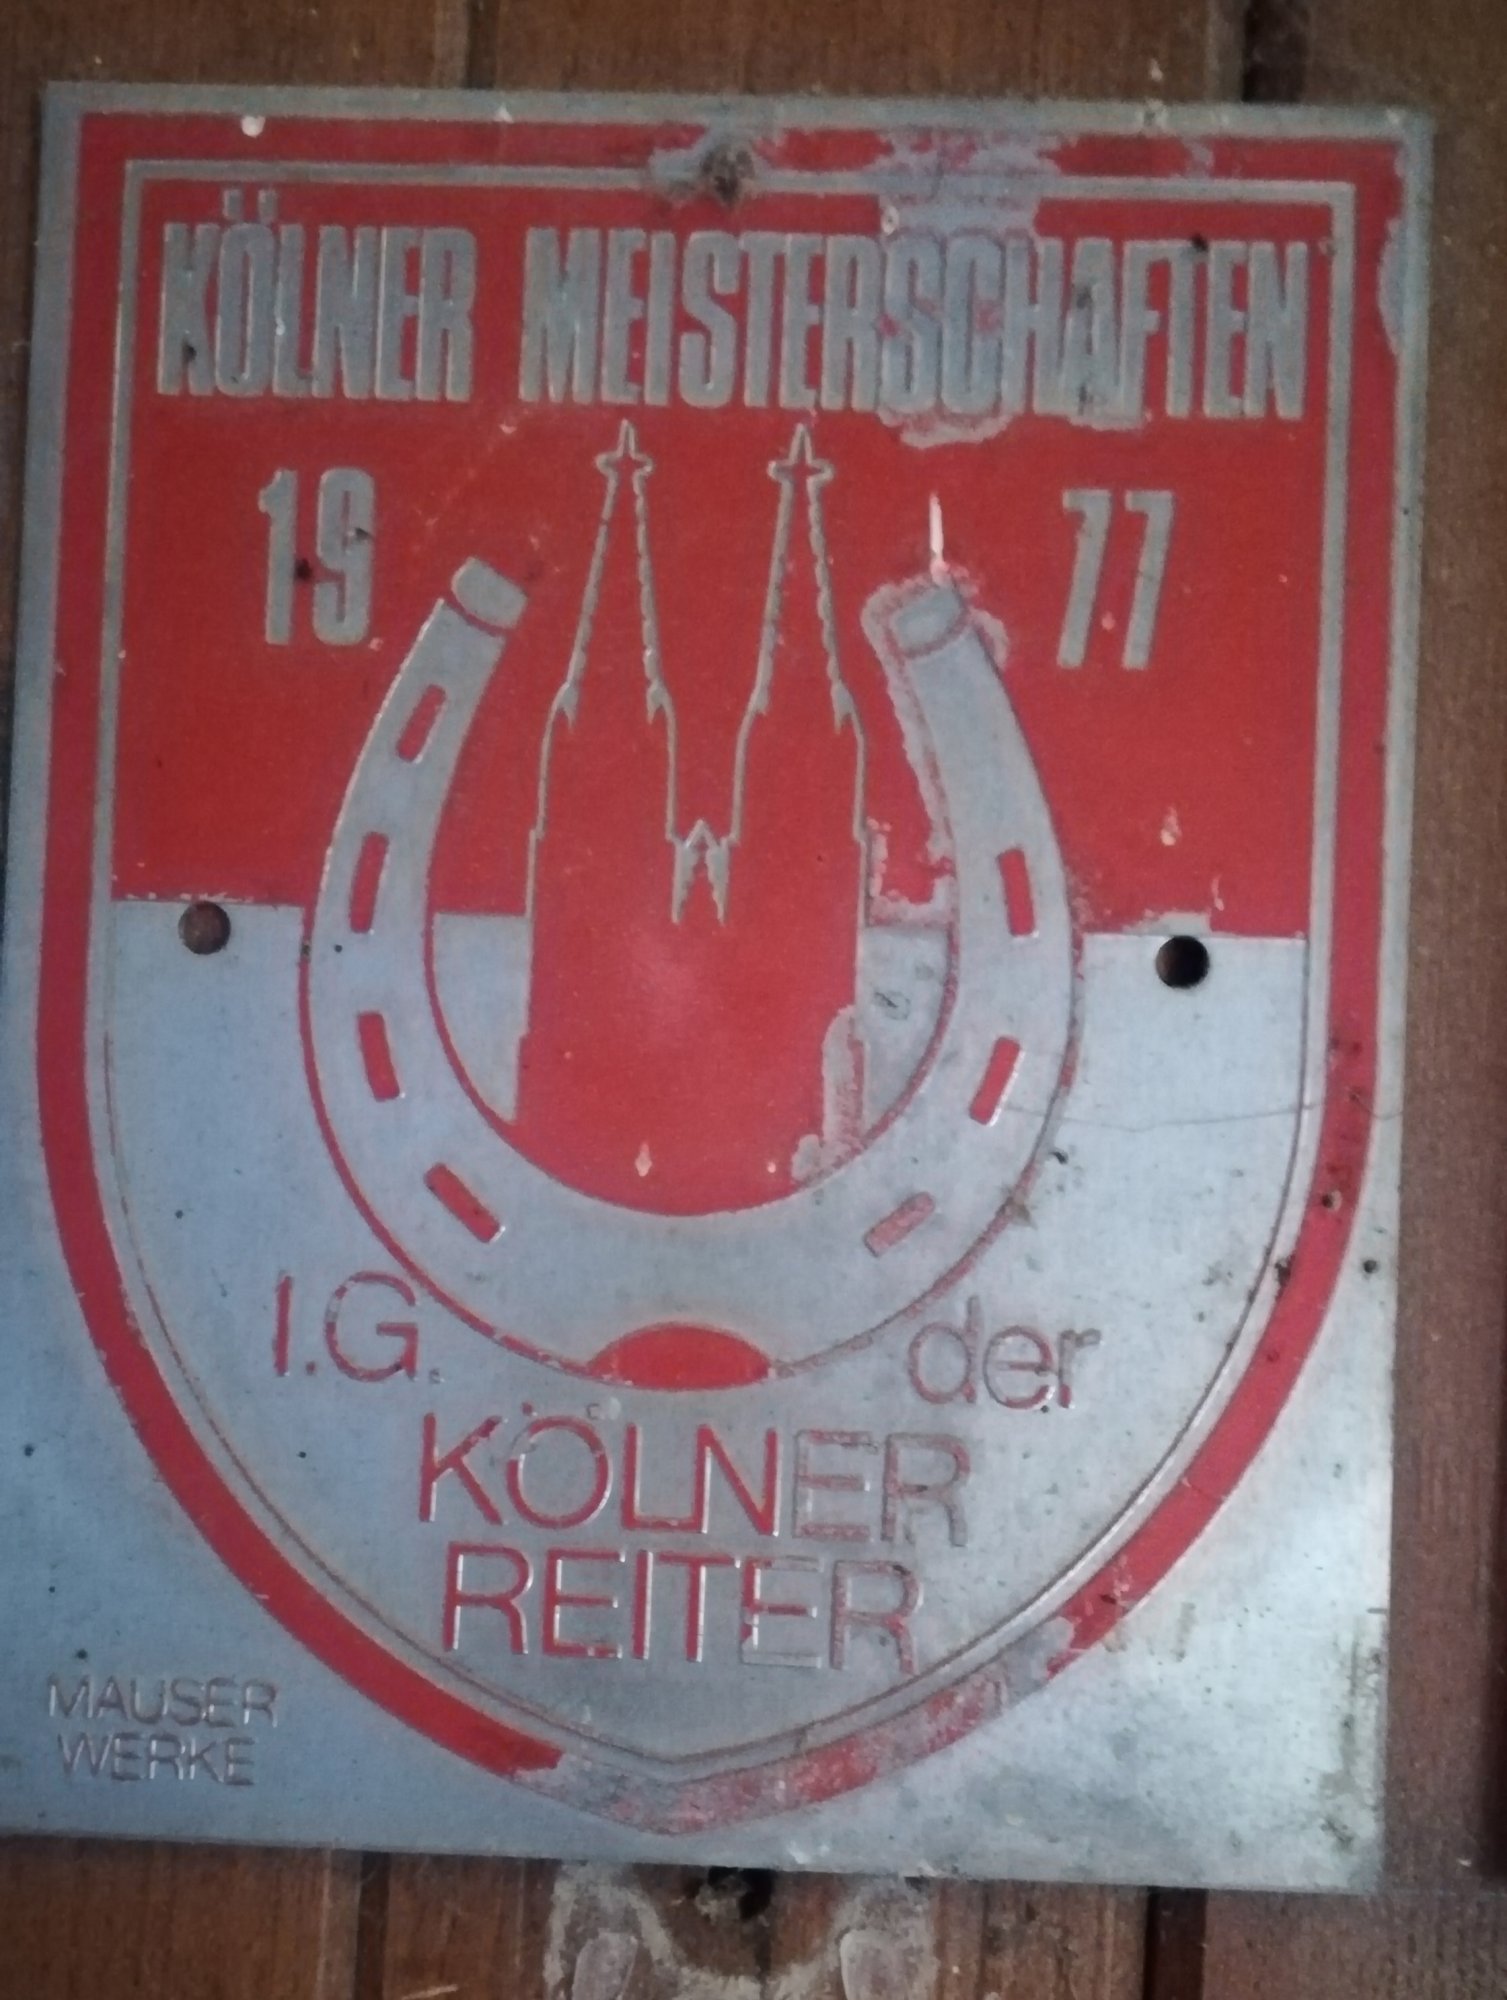 KÖLNER MEISTERSCHAFTEN
19 77
I.G. der
KÖLNER
REITER
MAUSER
WERKE